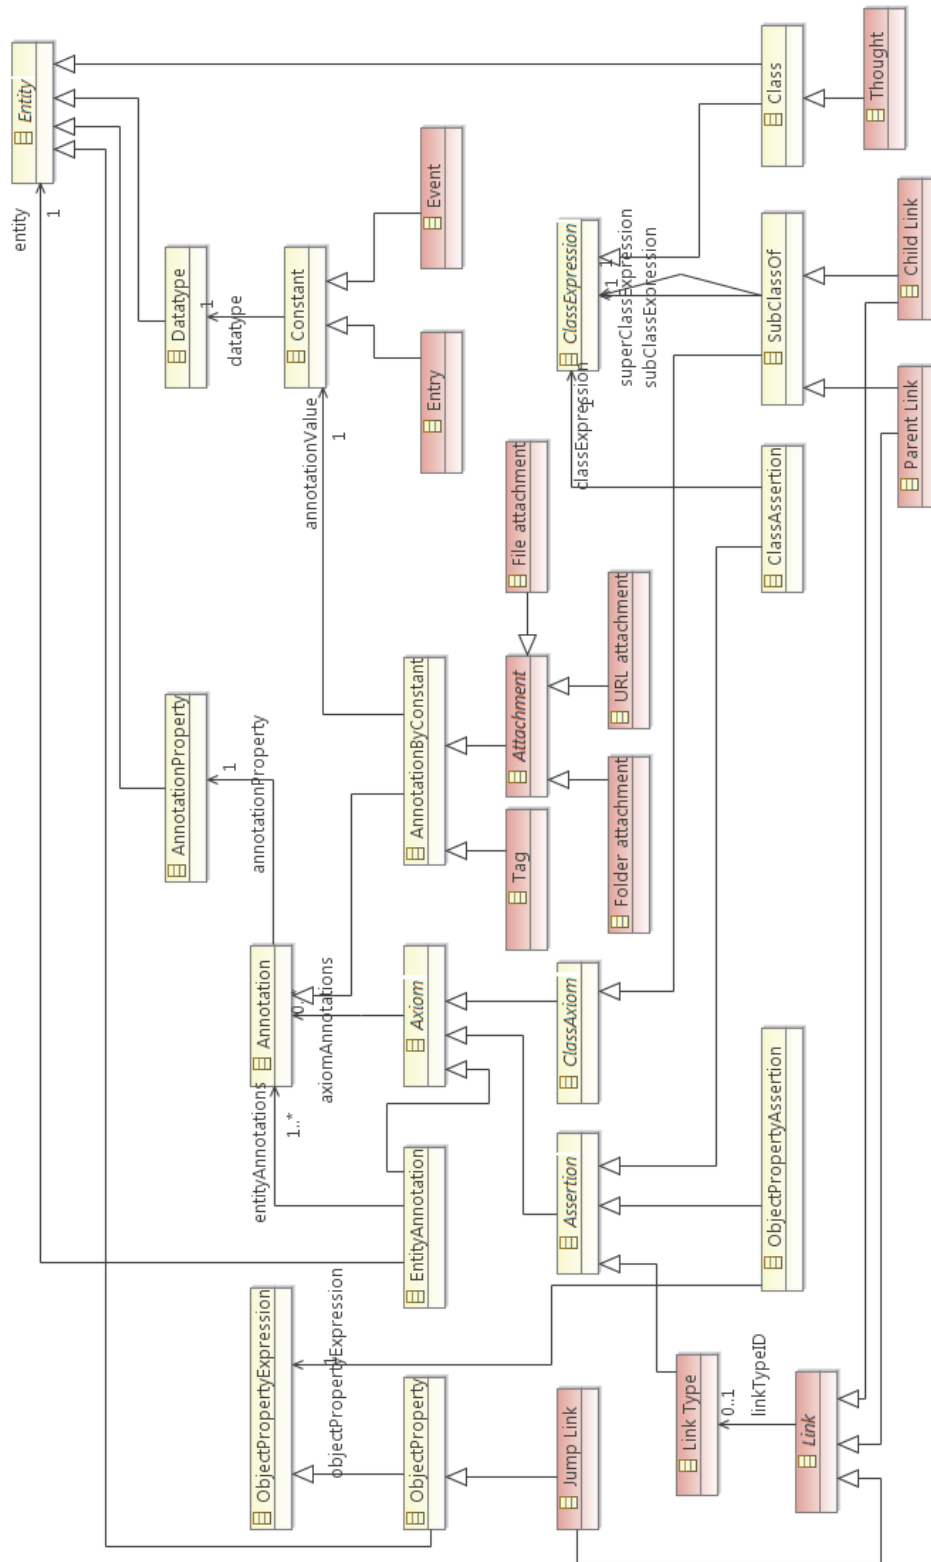 Entity
entity
1
Class
Thought
Datatype
1
datatype
Constant
Event
Entry
annotationValue
1
ClassExpression
1
1
superClassExpression
subClassExpression
classExpression
1
SubClassOf
Child Link
Parent Link
ClassAssertion
File attachment
URL attachment
Attachment
Folder attachment
Tag
AnnotationByConstant
AnnotationProperty
1
annotationProperty
Annotation
0..*
axiomAnnotations
entityAnnotations
1..*
Axiom
ClassAxiom
EntityAnnotation
Assertion
ObjectPropertyAssertion
ObjectPropertyExpression
1
objectPropertyExpression
ObjectProperty
Jump Link
Link Type
0..1
linkTypeID
Link